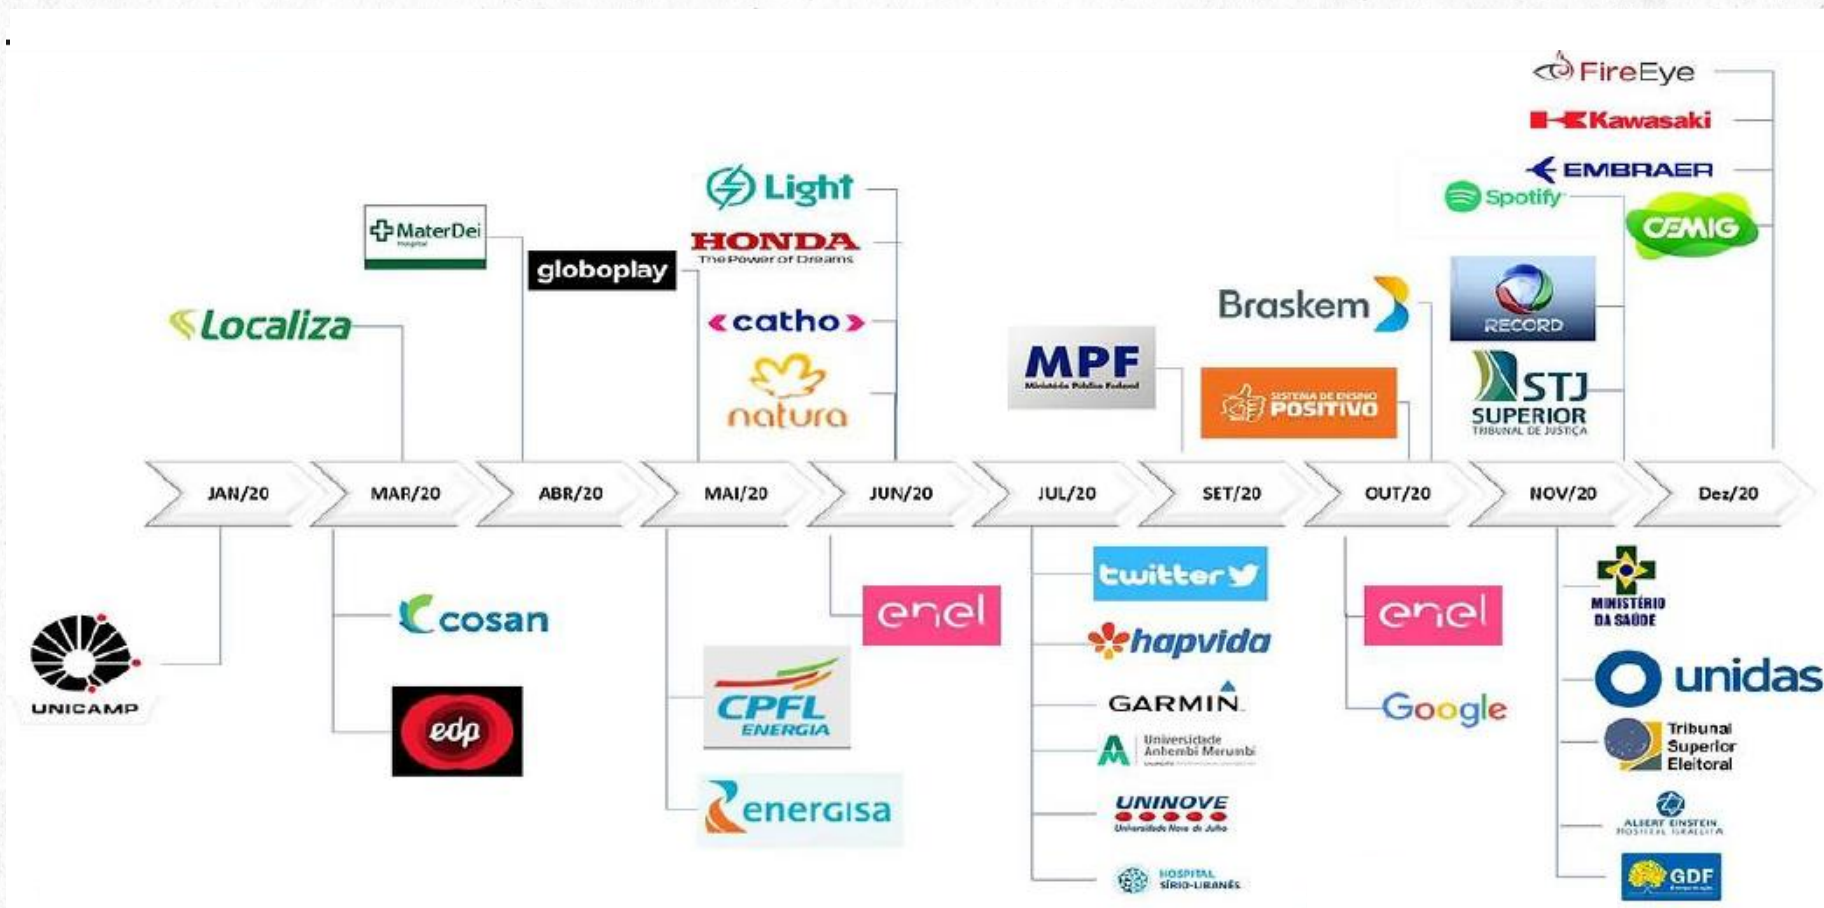 FireEye
Kawasaki
EMBRAER
Spotify
CEMIG
Light
HONDA
The Power of Dreams
MaterDei
Hospital
globoplay
Localiza
catho
natura
MPF
Ministério Público Federal
Braskem
SISTEMA DE ENSINO
POSITIVO
RECORD
STJ
SUPERIOR
TRIBUNAL DE JUSTIÇA
JAN/20
MAR/20
ABR/20
MAI/20
JUN/20
JUL/20
SET/20
OUT/20
NOV/20
Dez/20
UNICAMP
cosan
edp
CPFL
ENERGIA
energisa
enel
twitter
hapvida
GARMIN
Universidade
Anhembi Morumbi
UNINOVE
Universidade Nove de Julho
HOSPITAL
SÍRIO-LIBANÊS
enel
Google
MINISTÉRIO
DA SAÚDE
unidas
Tribunal
Superior
Eleitoral
ALBERT EINSTEIN
HOSPITAL ISRAELITA
GDF